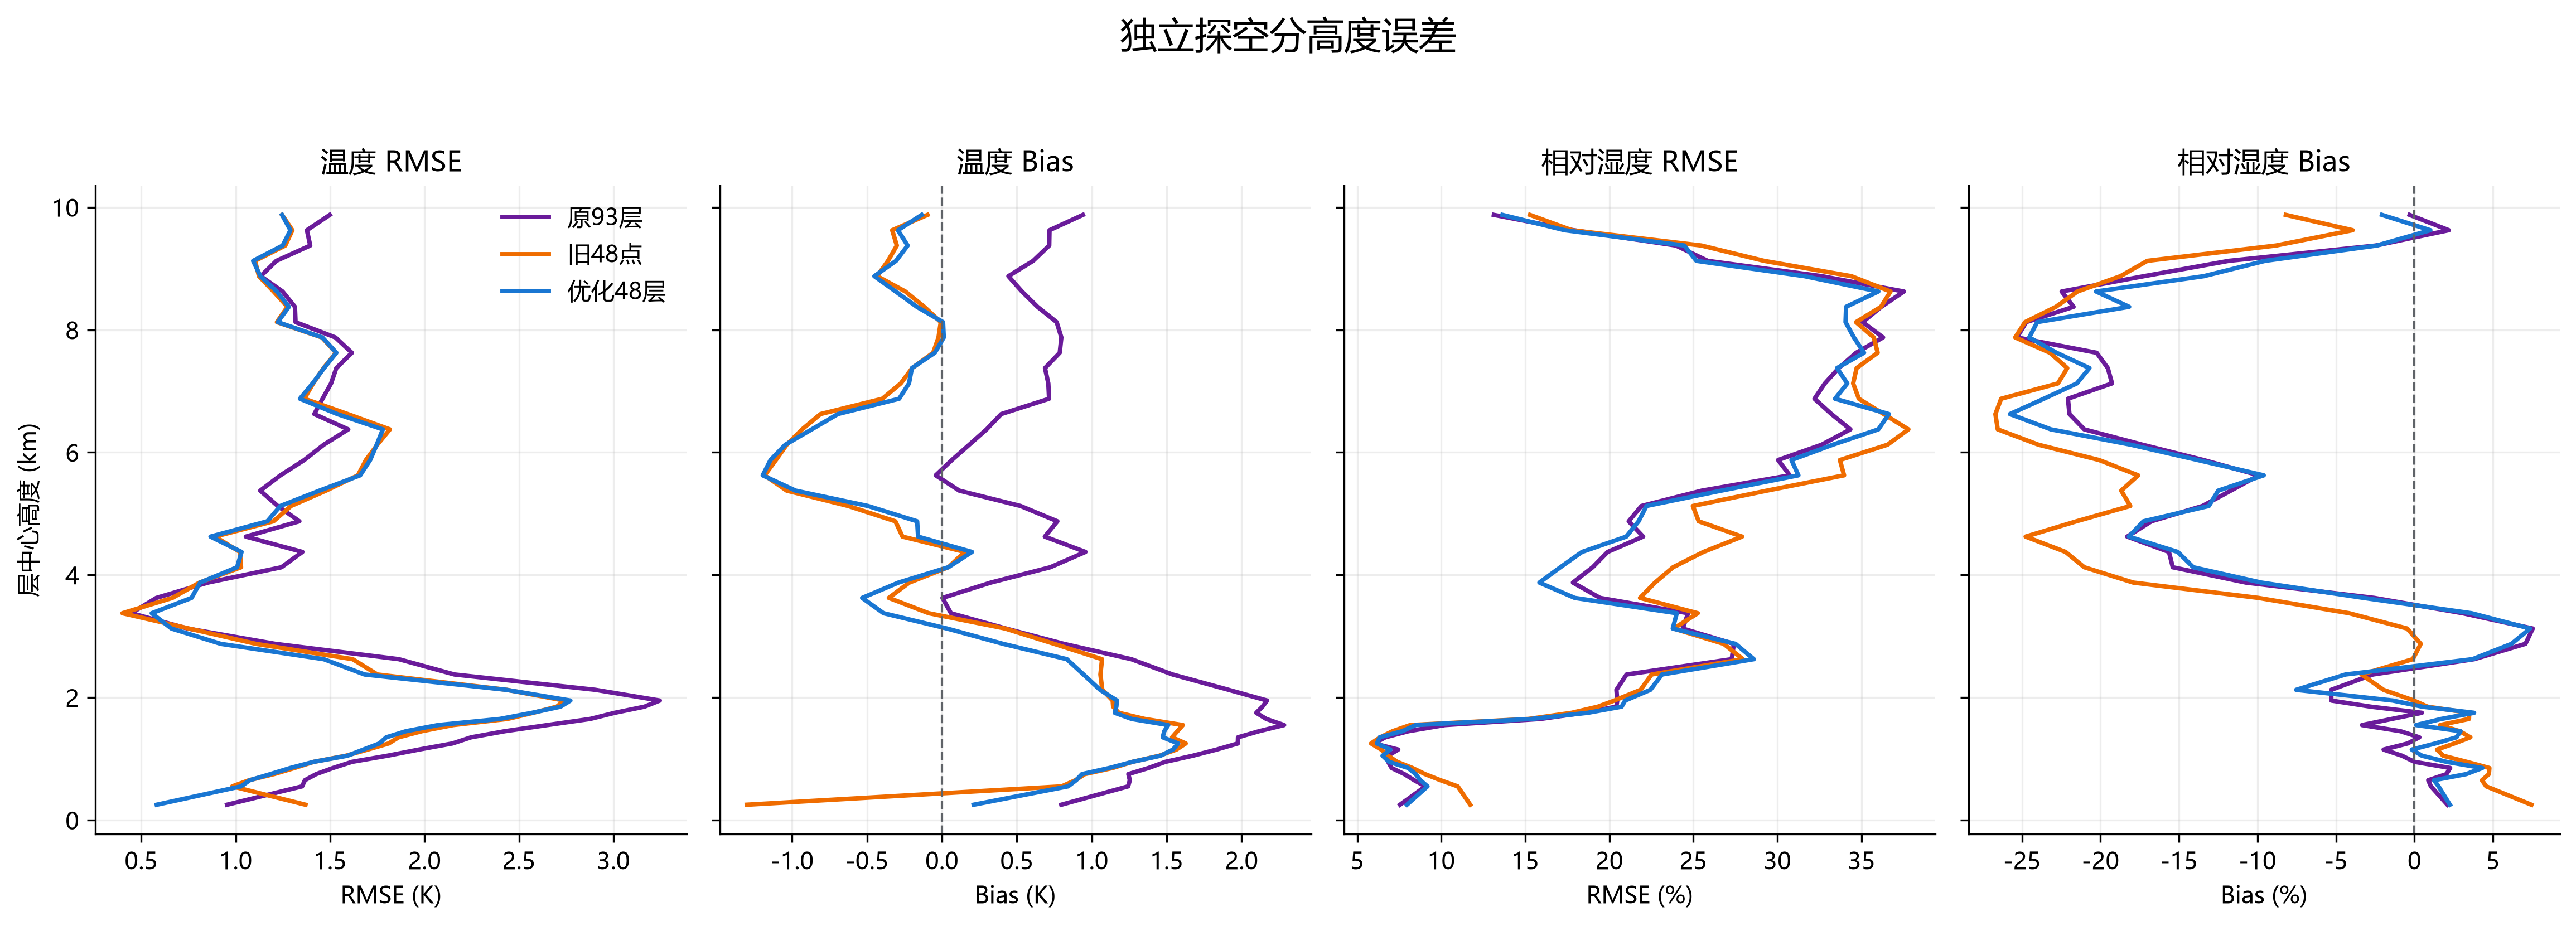 独立探空分高度误差
温度 RMSE
温度 Bias
相对湿度 RMSE
相对湿度 Bias
原93层
旧48点
优化48层
层中心高度 (km)
10
8
6
4
2
0
0.5 1.0 1.5 2.0 2.5 3.0
RMSE (K)
-1.0 -0.5 0.0 0.5 1.0 1.5 2.0
Bias (K)
5 10 15 20 25 30 35
RMSE (%)
-25 -20 -15 -10 -5 0 5
Bias (%)